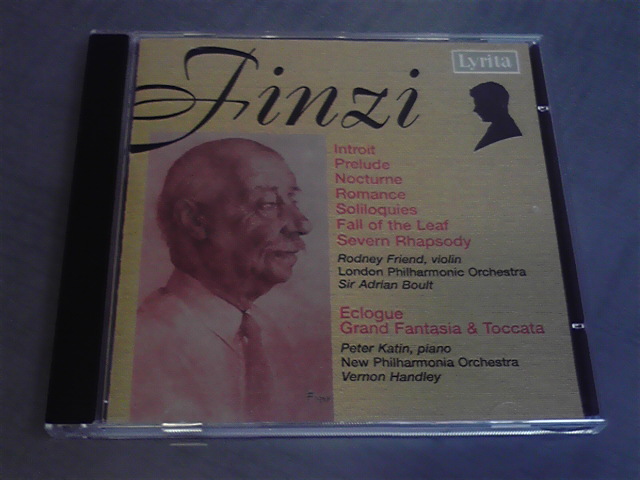 Finzi
Lyrita
Introit
Prelude
Nocturne
Romance
Soliloquies
Fall of the Leaf
Severn Rhapsody
Rodney Friend, violin
London Philharmonic Orchestra
Sir Adrian Boult
Eclogue
Grand Fantasia & Toccata
Peter Katin, piano
New Philharmonia Orchestra
Vernon Handley